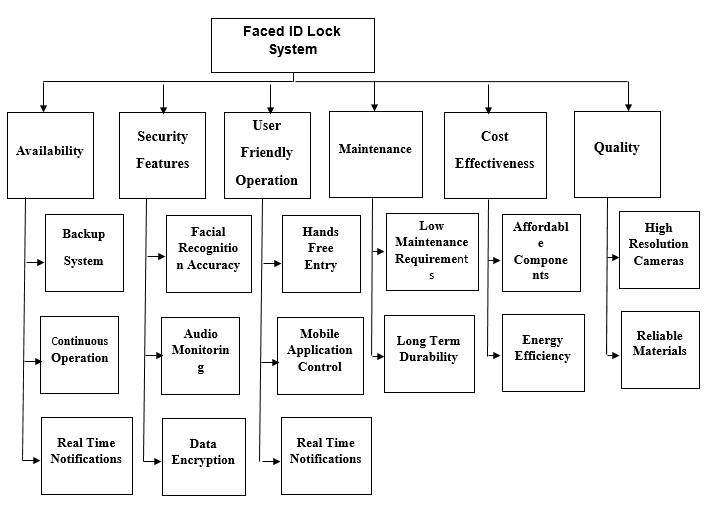 Faced ID Lock
System
Availability
Security
Features
User
Friendly
Operation
Maintenance
Cost
Effectiveness
Quality
Backup
System
Continuous
Operation
Real Time
Notifications
Facial
Recognitio
n Accuracy
Audio
Monitorin
g
Data
Encryption
Hands
Free
Entry
Mobile
Application
Control
Real Time
Notifications
Low
Maintenance
Requirement
s
Long Term
Durability
Affordabl
e
Compone
nts
Energy
Efficiency
High
Resolution
Cameras
Reliable
Materials